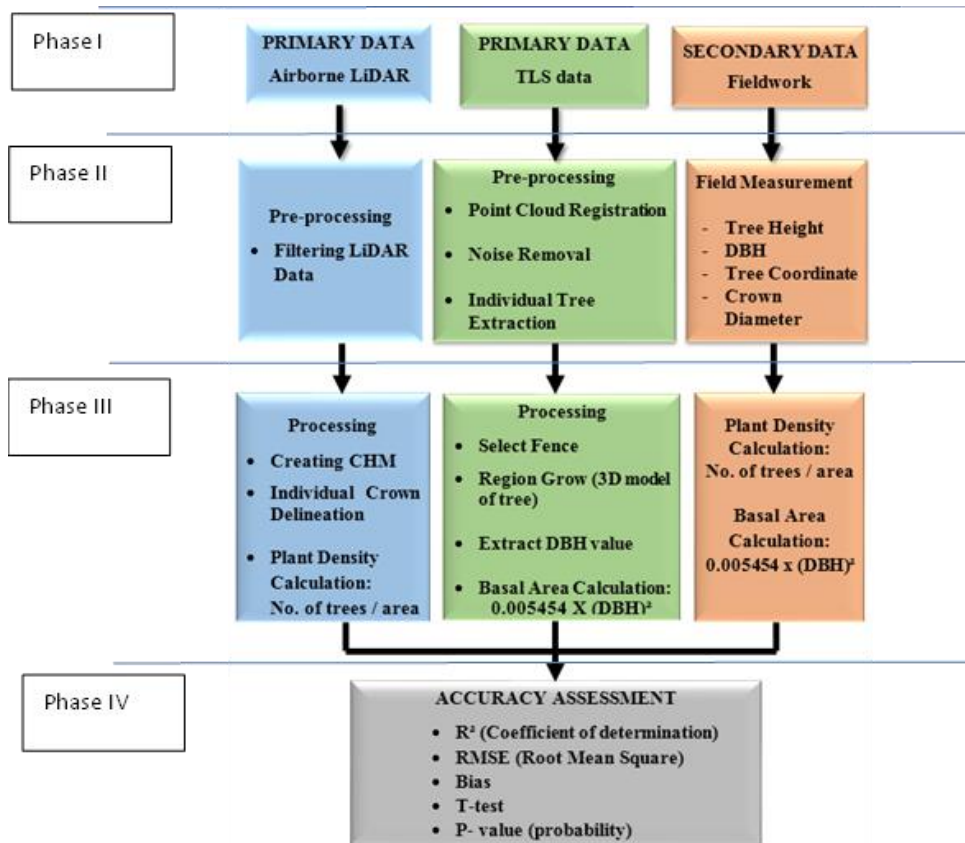 Phase I
PRIMARY DATA
Airborne LiDAR
PRIMARY DATA
TLS data
SECONDARY DATA
Fieldwork
Phase II
Pre-processing
• Filtering LiDAR
Data
Pre-processing
• Point Cloud Registration
• Noise Removal
• Individual Tree
Extraction
Field Measurement
- Tree Height
- DBH
- Tree Coordinate
- Crown
Diameter
Phase III
Processing
• Creating CHM
• Individual Crown
Delineation
• Plant Density
Calculation:
No. of trees / area
Processing
• Select Fence
• Region Grow (3D model
of tree)
• Extract DBH value
• Basal Area Calculation:
0.005454 X (DBH)²
Plant Density
Calculation:
No. of trees / area
Basal Area
Calculation:
0.005454 x (DBH)²
Phase IV
ACCURACY ASSESSMENT
• R² (Coefficient of determination)
• RMSE (Root Mean Square)
• Bias
• T-test
• P- value (probability)